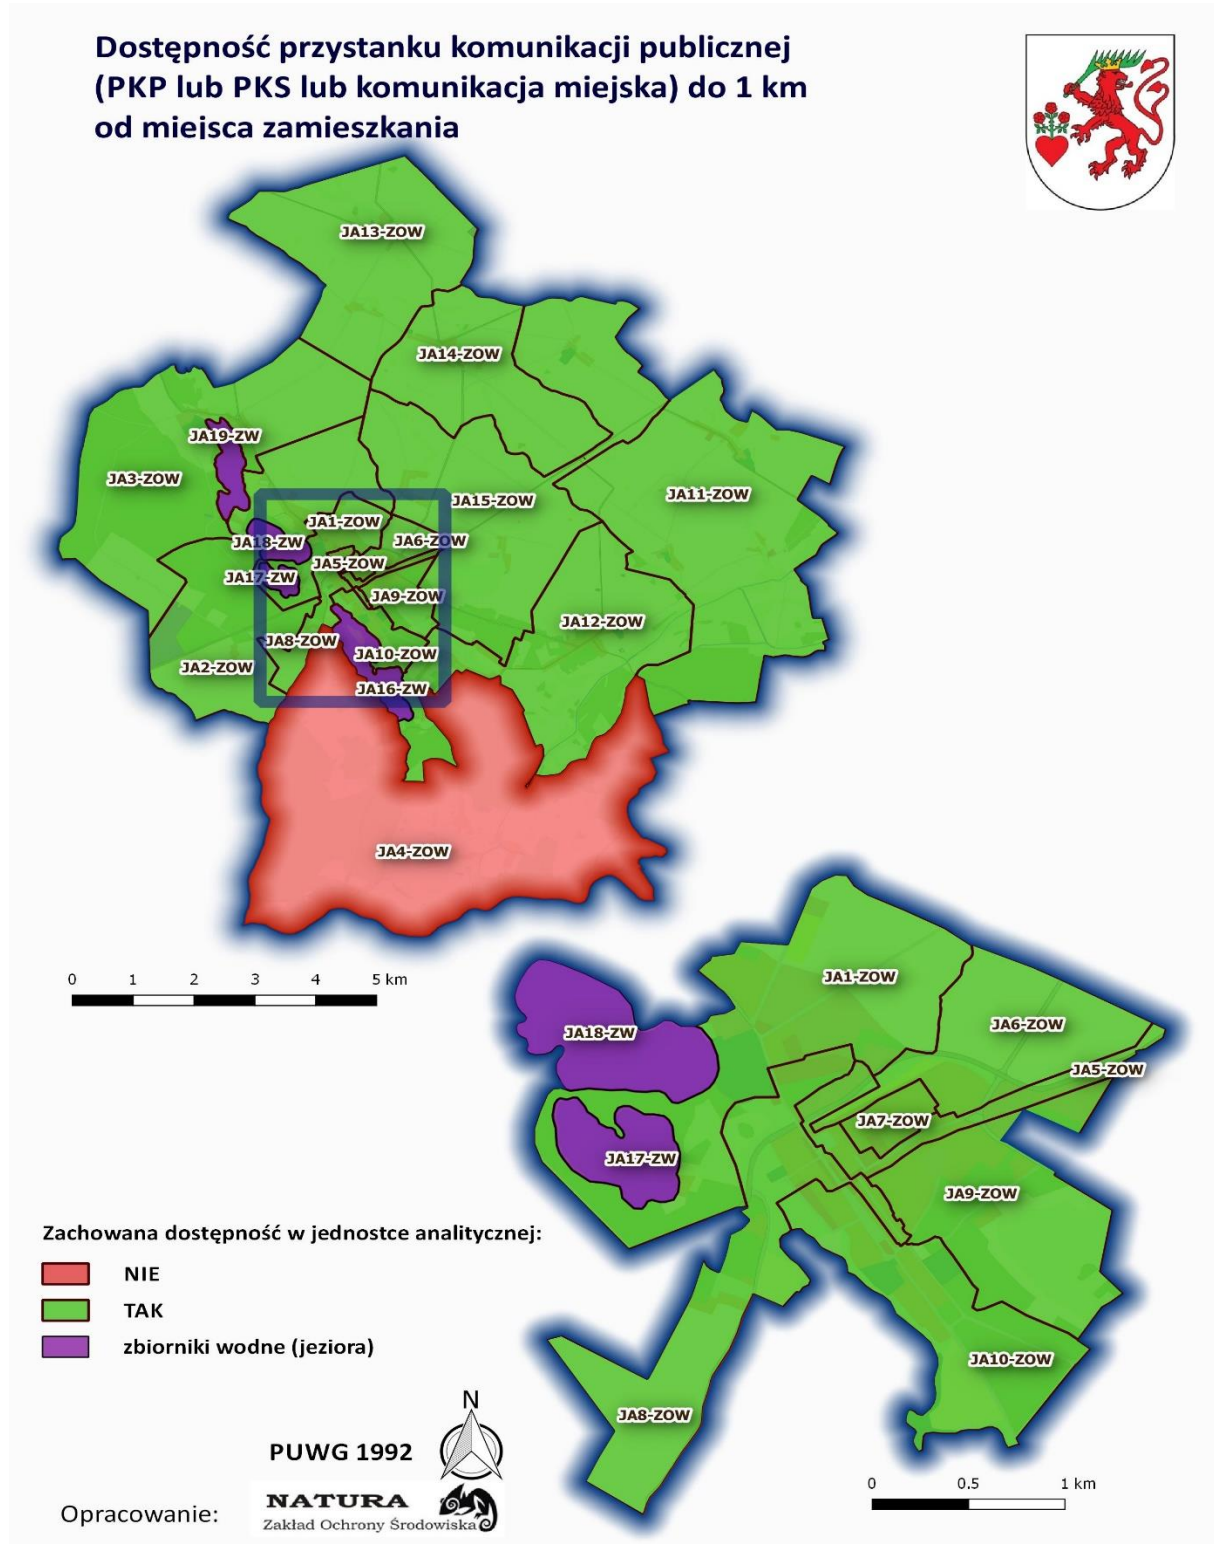 Dostępność przystanku komunikacji publicznej
(PKP lub PKS lub komunikacja miejska) do 1 km
od miejsca zamieszkania
JA13-ZOW
JA14-ZOW
JA19-ZW
JA3-ZOW
JA11-ZOW
JA15-ZOW
JA1-ZOW
JA18-ZW
JA6-ZOW
JA5-ZOW
JA17-ZW
JA9-ZOW
JA12-ZOW
JA8-ZOW
JA10-ZOW
JA2-ZOW
JA16-ZW
JA4-ZOW
0 1 2 3 4 5 km
JA1-ZOW
JA18-ZW
JA6-ZOW
JA5-ZOW
JA7-ZOW
JA17-ZW
JA9-ZOW
JA10-ZOW
JA8-ZOW
Zachowana dostępność w jednostce analitycznej:
NIE
TAK
zbiorniki wodne (jeziora)
N
PUWG 1992
0 0.5 1 km
Opracowanie:
NATURA
Zakład Ochrony Środowiska